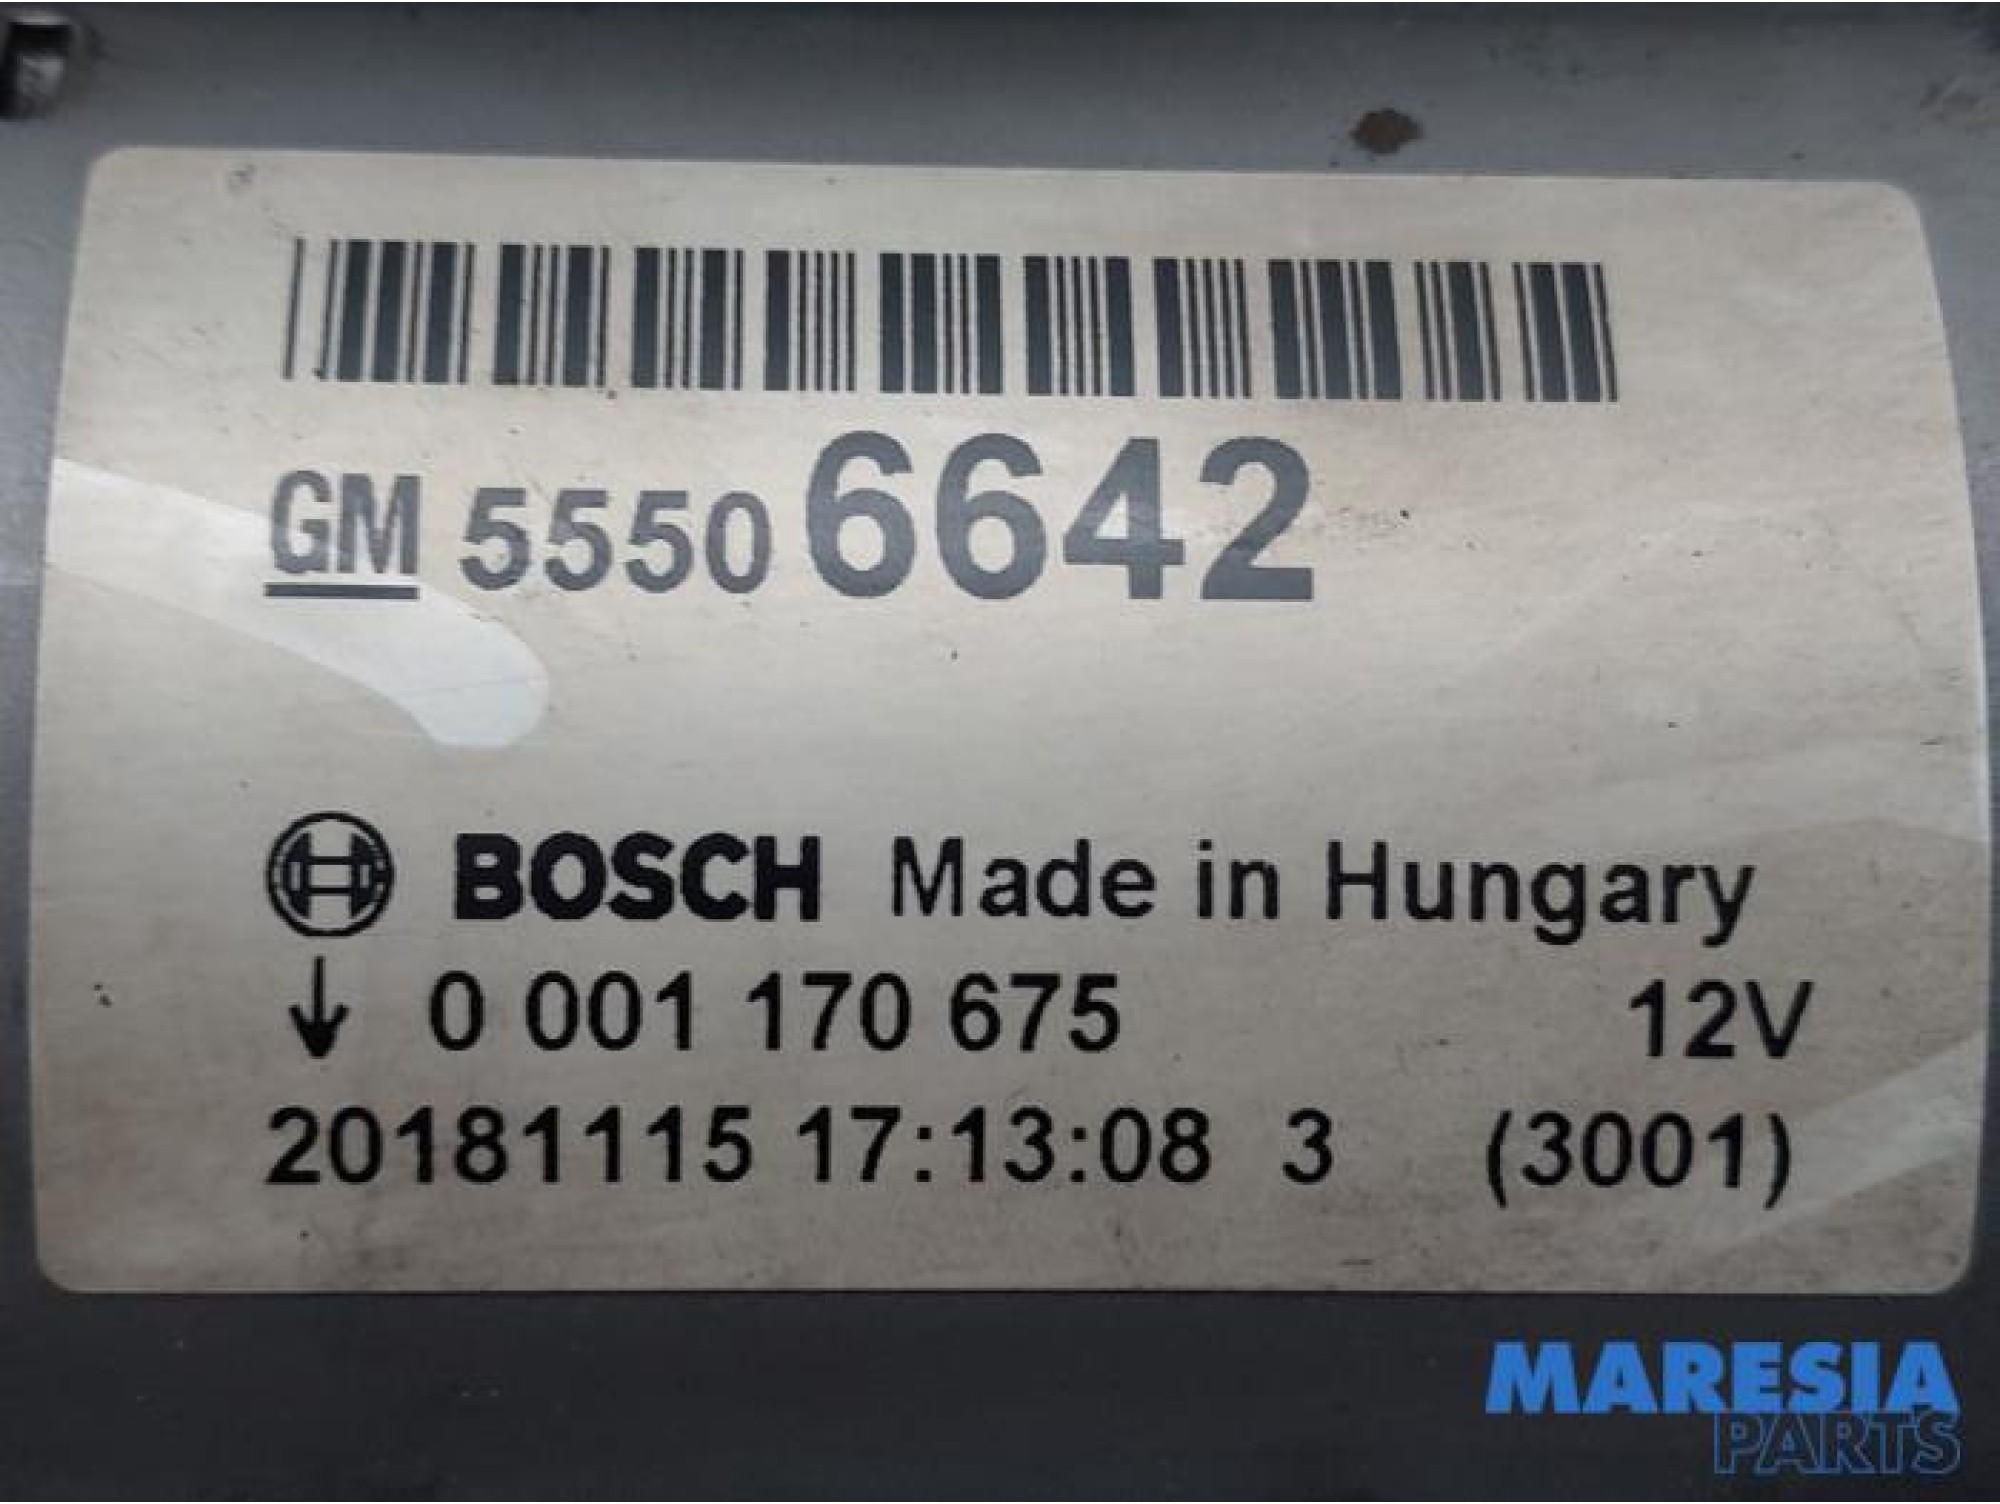 GM 55506642
BOSCH Made in Hungary
↓ 0 001 170 675 12V
20181115 17:13:08 3 (3001)
MARESIA
PARTS